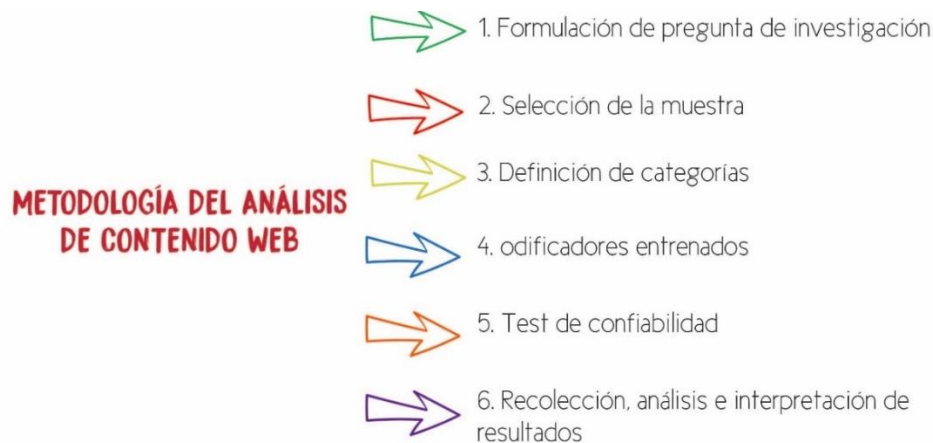 METODOLOGÍA DEL ANÁLISIS
DE CONTENIDO WEB
1. Formulación de pregunta de investigación
2. Selección de la muestra
3. Definición de categorías
4. odificadores entrenados
5. Test de confiabilidad
6. Recolección, análisis e interpretación de
resultados